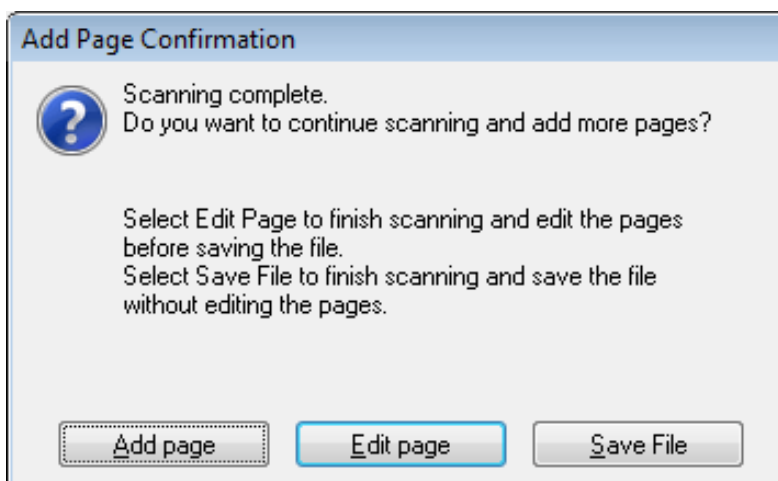 Add Page Confirmation
Scanning complete.
Do you want to continue scanning and add more pages?
Select Edit Page to finish scanning and edit the pages
before saving the file.
Select Save File to finish scanning and save the file
without editing the pages.
Add page
Edit page
Save File